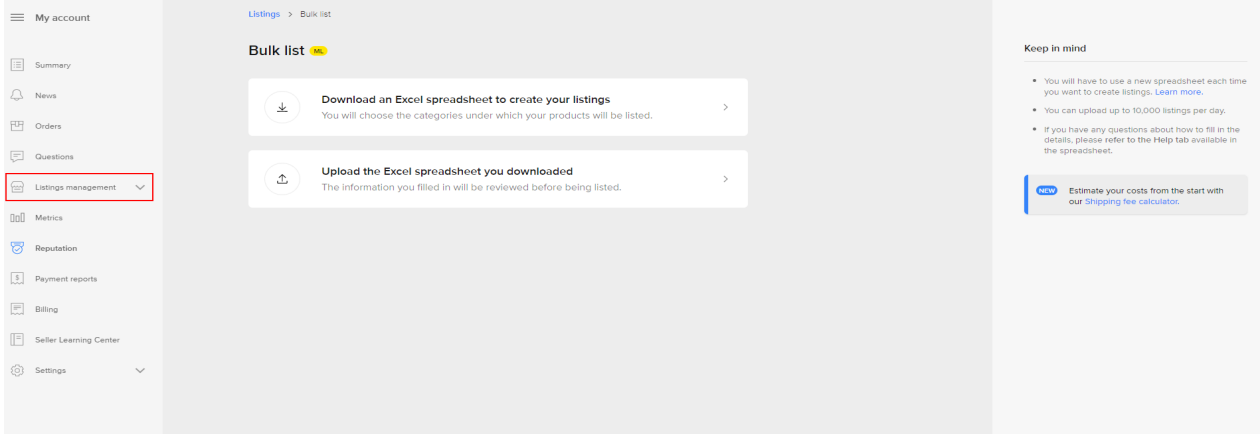 My account
Summary
News
Orders
Questions
Listings management
Metrics
Reputation
$
Payment reports
Billing
Seller Learning Center
Settings
Listings > Bulk list
Bulk list ML
Download an Excel spreadsheet to create your listings
You will choose the categories under which your products will be listed.
Upload the Excel spreadsheet you downloaded
The information you filled in will be reviewed before being listed.
Keep in mind
• You will have to use a new spreadsheet each time
you want to create listings. Learn more.
• You can upload up to 10,000 listings per day.
• If you have any questions about how to fill in the
details, please refer to the Help tab available in
the spreadsheet.
NEW Estimate your costs from the start with
our Shipping fee calculator.